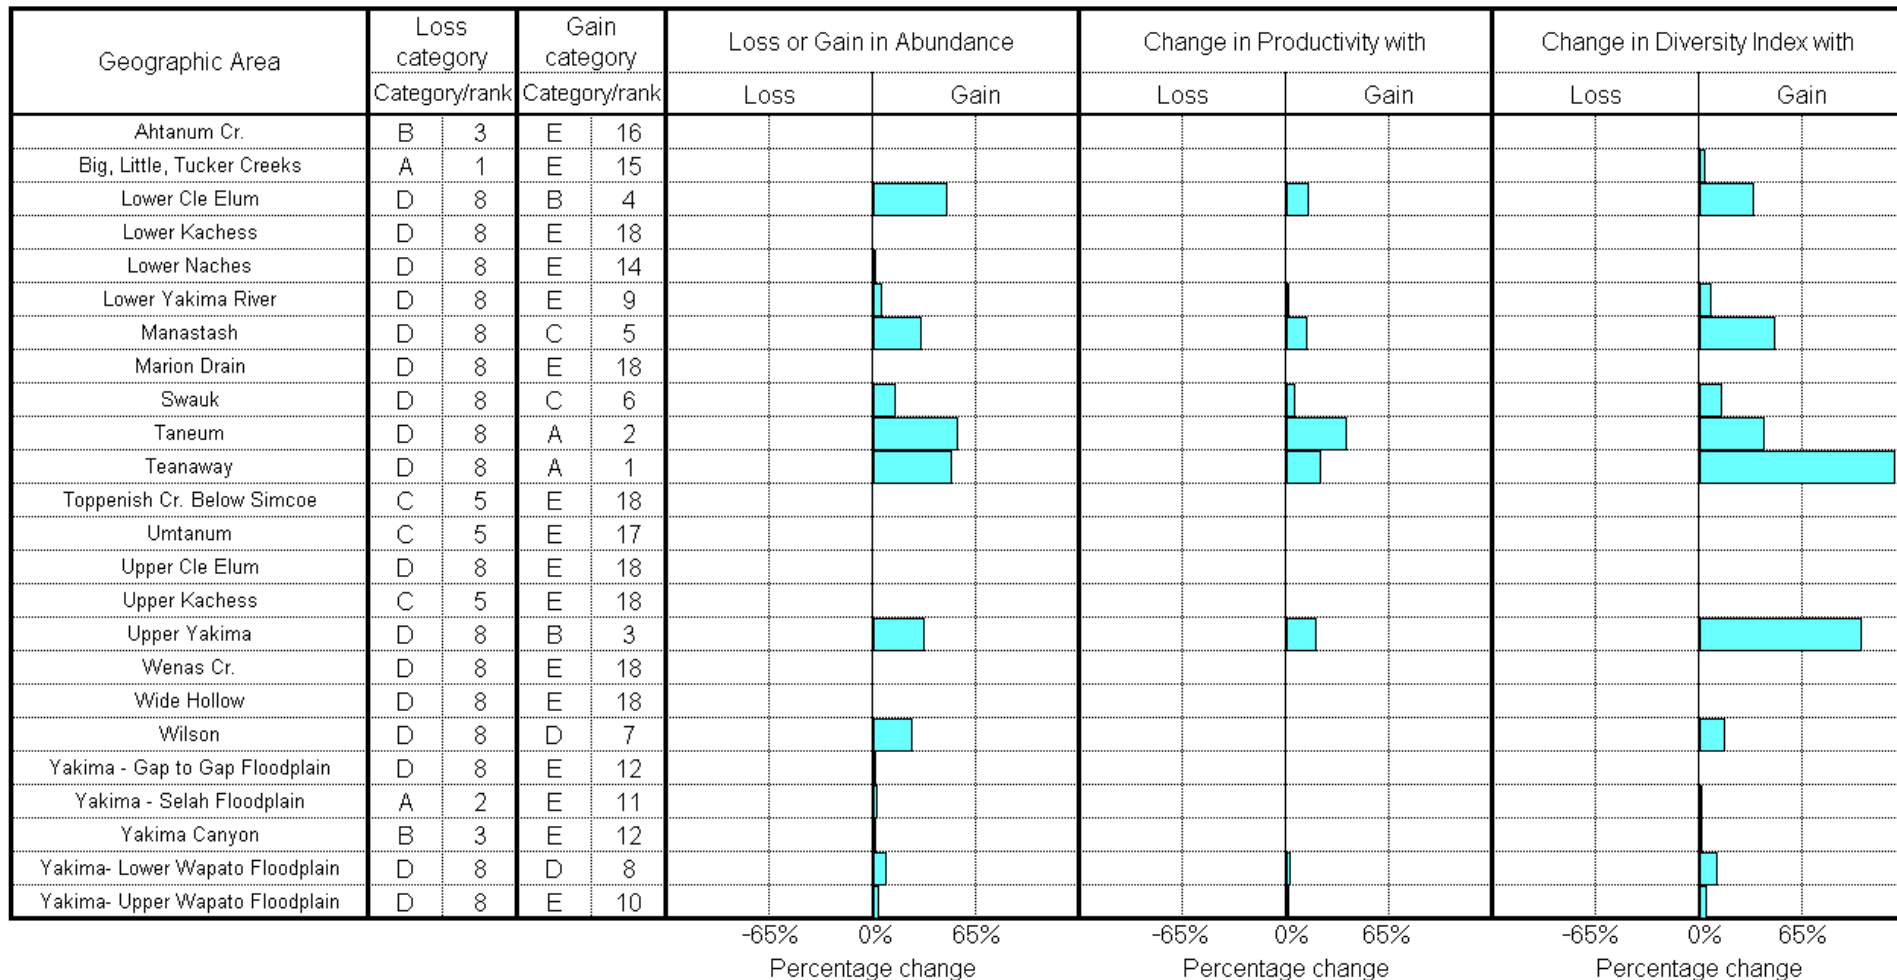 Geographic Area
Loss category
Gain category
Loss or Gain in Abundance
Change in Productivity with
Change in Diversity Index with
Category/rank
Category/rank
Loss
Gain
Loss
Gain
Loss
Gain
Ahtanum Cr. B 3 E 16
Big, Little, Tucker Creeks A 1 E 15
Lower Cle Elum D 8 B 4
Lower Kachess D 8 E 18
Lower Naches D 8 E 14
Lower Yakima River D 8 E 9
Manastash D 8 C 5
Marion Drain D 8 E 18
Swauk D 8 C 6
Taneum D 8 A 2
Teanaway D 8 A 1
Toppenish Cr. Below Simcoe C 5 E 18
Umtanum C 5 E 17
Upper Cle Elum D 8 E 18
Upper Kachess C 5 E 18
Upper Yakima D 8 B 3
Wenas Cr. D 8 E 18
Wide Hollow D 8 E 18
Wilson D 8 D 7
Yakima - Gap to Gap Floodplain D 8 E 12
Yakima - Selah Floodplain A 2 E 11
Yakima Canyon B 3 E 12
Yakima- Lower Wapato Floodplain D 8 D 8
Yakima- Upper Wapato Floodplain D 8 E 10
-65% 0% 65%
-65% 0% 65%
-65% 0% 65%
Percentage change
Percentage change
Percentage change